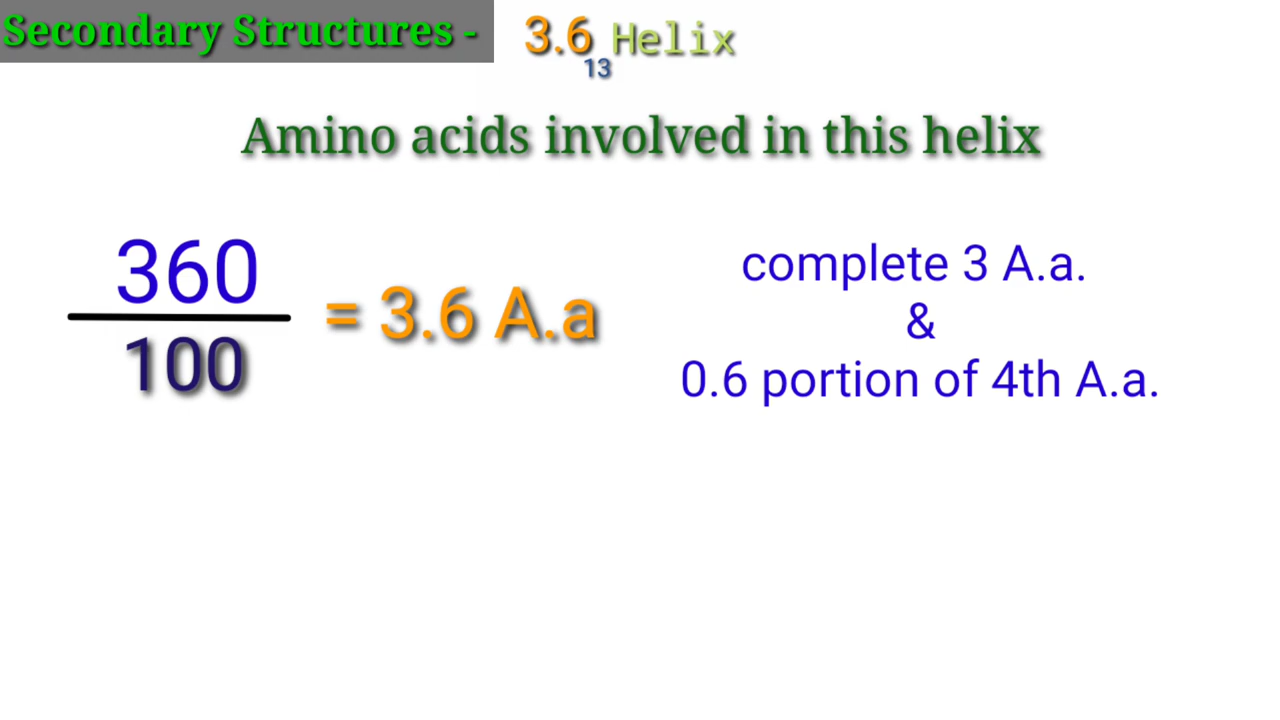 Secondary Structures - 3.6 Helix
13
Amino acids involved in this helix
360
100
= 3.6 A.a
complete 3 A.a.
&
0.6 portion of 4th A.a.